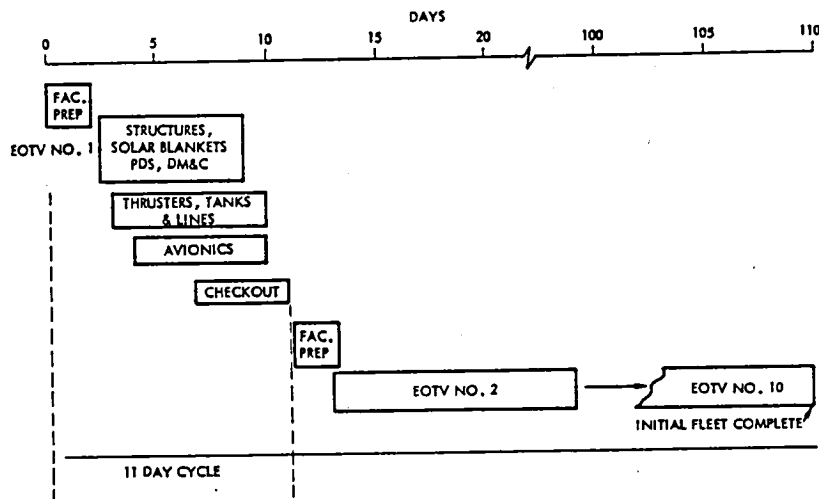 DAYS
0 5 10 15 20 100 105 110
FAC.
PREP
EOTV NO. 1
STRUCTURES,
SOLAR BLANKETS
PDS, DM&C
THRUSTERS, TANKS
& LINES
AVIONICS
CHECKOUT
FAC.
PREP
EOTV NO. 2
EOTV NO. 10
INITIAL FLEET COMPLETE
11 DAY CYCLE